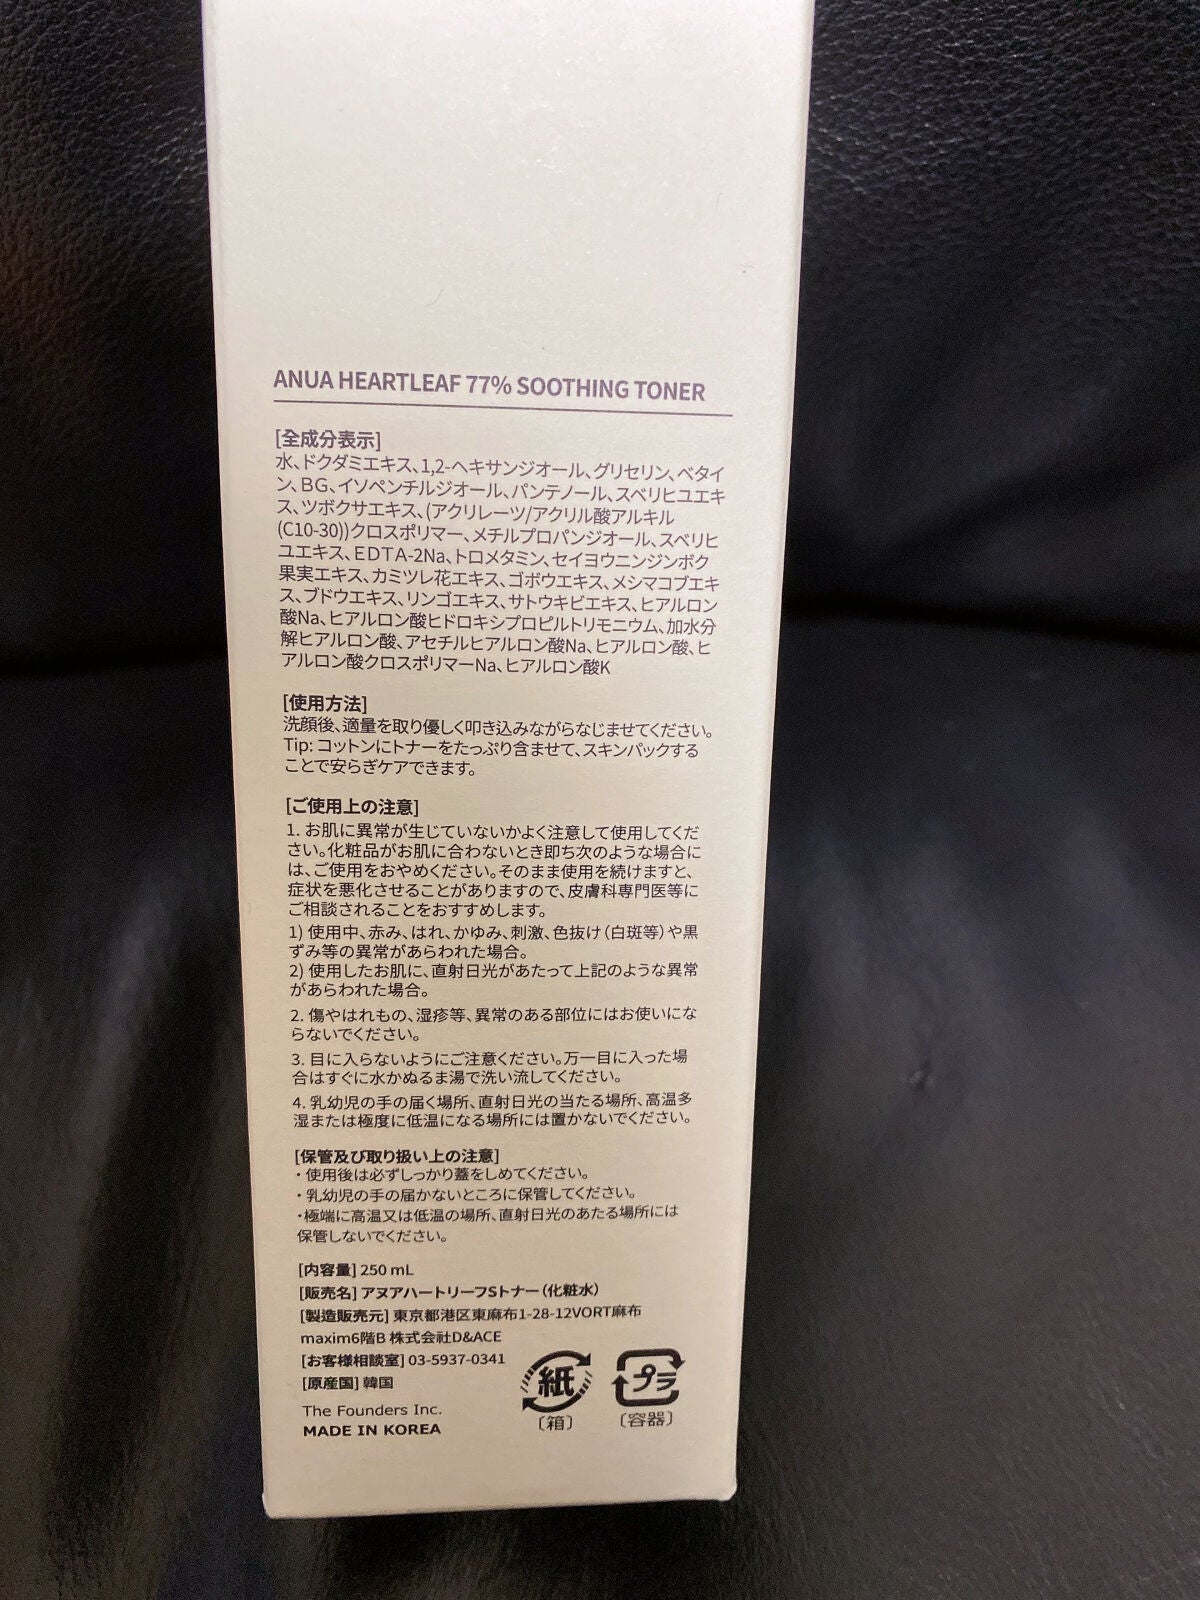 ANUA HEARTLEAF 77% SOOTHING TONER
[全成分表示]
水、ドクダミエキス、1,2-ヘキサンジオール、グリセリン、ベタイ
ン、BG、イソペンチルジオール、パンテノール、スベリヒユエキ
ス、ツボクサエキス、(アクリレーツ/アクリル酸アルキル
(C10-30))クロスポリマー、メチルプロパンジオール、スベリヒ
ユエキス、EDTA-2Na、トロメタミン、セイヨウニンジンボク
果実エキス、カミツレ花エキス、ゴボウエキス、メシマコブエキ
ス、ブドウエキス、リンゴエキス、サトウキビエキス、ヒアルロン
酸Na、ヒアルロン酸ヒドロキシプロピルトリモニウム、加水分
解ヒアルロン酸、アセチルヒアルロン酸Na、ヒアルロン酸、ヒ
アルロン酸クロスポリマーNa、ヒアルロン酸K
[使用方法]
洗顔後、適量を取り優しく叩き込みながらなじませてください。
Tip: コットンにトナーをたっぷり含ませて、スキンパックする
ことで安らぎケアできます。
[ご使用上の注意]
1. お肌に異常が生じていないかよく注意して使用してくだ
さい。化粧品がお肌に合わないとき即ち次のような場合に
は、ご使用をおやめください。そのまま使用を続けますと、
症状を悪化させることがありますので、皮膚科専門医等に
ご相談されることをおすすめします。
1) 使用中、赤み、はれ、かゆみ、刺激、色抜け(白斑等)や黒
ずみ等の異常があらわれた場合。
2) 使用したお肌に、直射日光があたって上記のような異常
があらわれた場合。
2. 傷やはれもの、湿疹等、異常のある部位にはお使いにな
らないでください。
3. 目に入らないようにご注意ください。万一目に入った場
合はすぐに水かぬるま湯で洗い流してください。
4. 乳幼児の手の届く場所、直射日光の当たる場所、高温多
湿または極度に低温になる場所には置かないでください。
[保管及び取り扱い上の注意]
・使用後は必ずしっかり蓋をしめてください。
・乳幼児の手の届かないところに保管してください。
・極端に高温又は低温の場所、直射日光のあたる場所には
保管しないでください。
[内容量] 250 mL
[販売名] アヌアハートリーフSトナー(化粧水)
[製造販売元] 東京都港区東麻布1-28-12VORT麻布
maxim6階B 株式会社D&ACE
[お客様相談室] 03-5937-0341
[原産国] 韓国
The Founders Inc.
MADE IN KOREA
紙
(箱)
プラ
(容器)